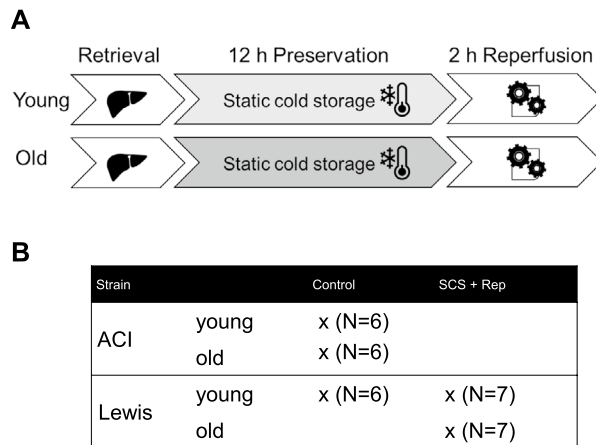 A
Retrieval 12 h Preservation 2 h Reperfusion
Young Static cold storage
Old Static cold storage
B
Strain Control SCS + Rep
ACI young x (N=6)
old x (N=6)
Lewis young x (N=6) x (N=7)
old x (N=7)